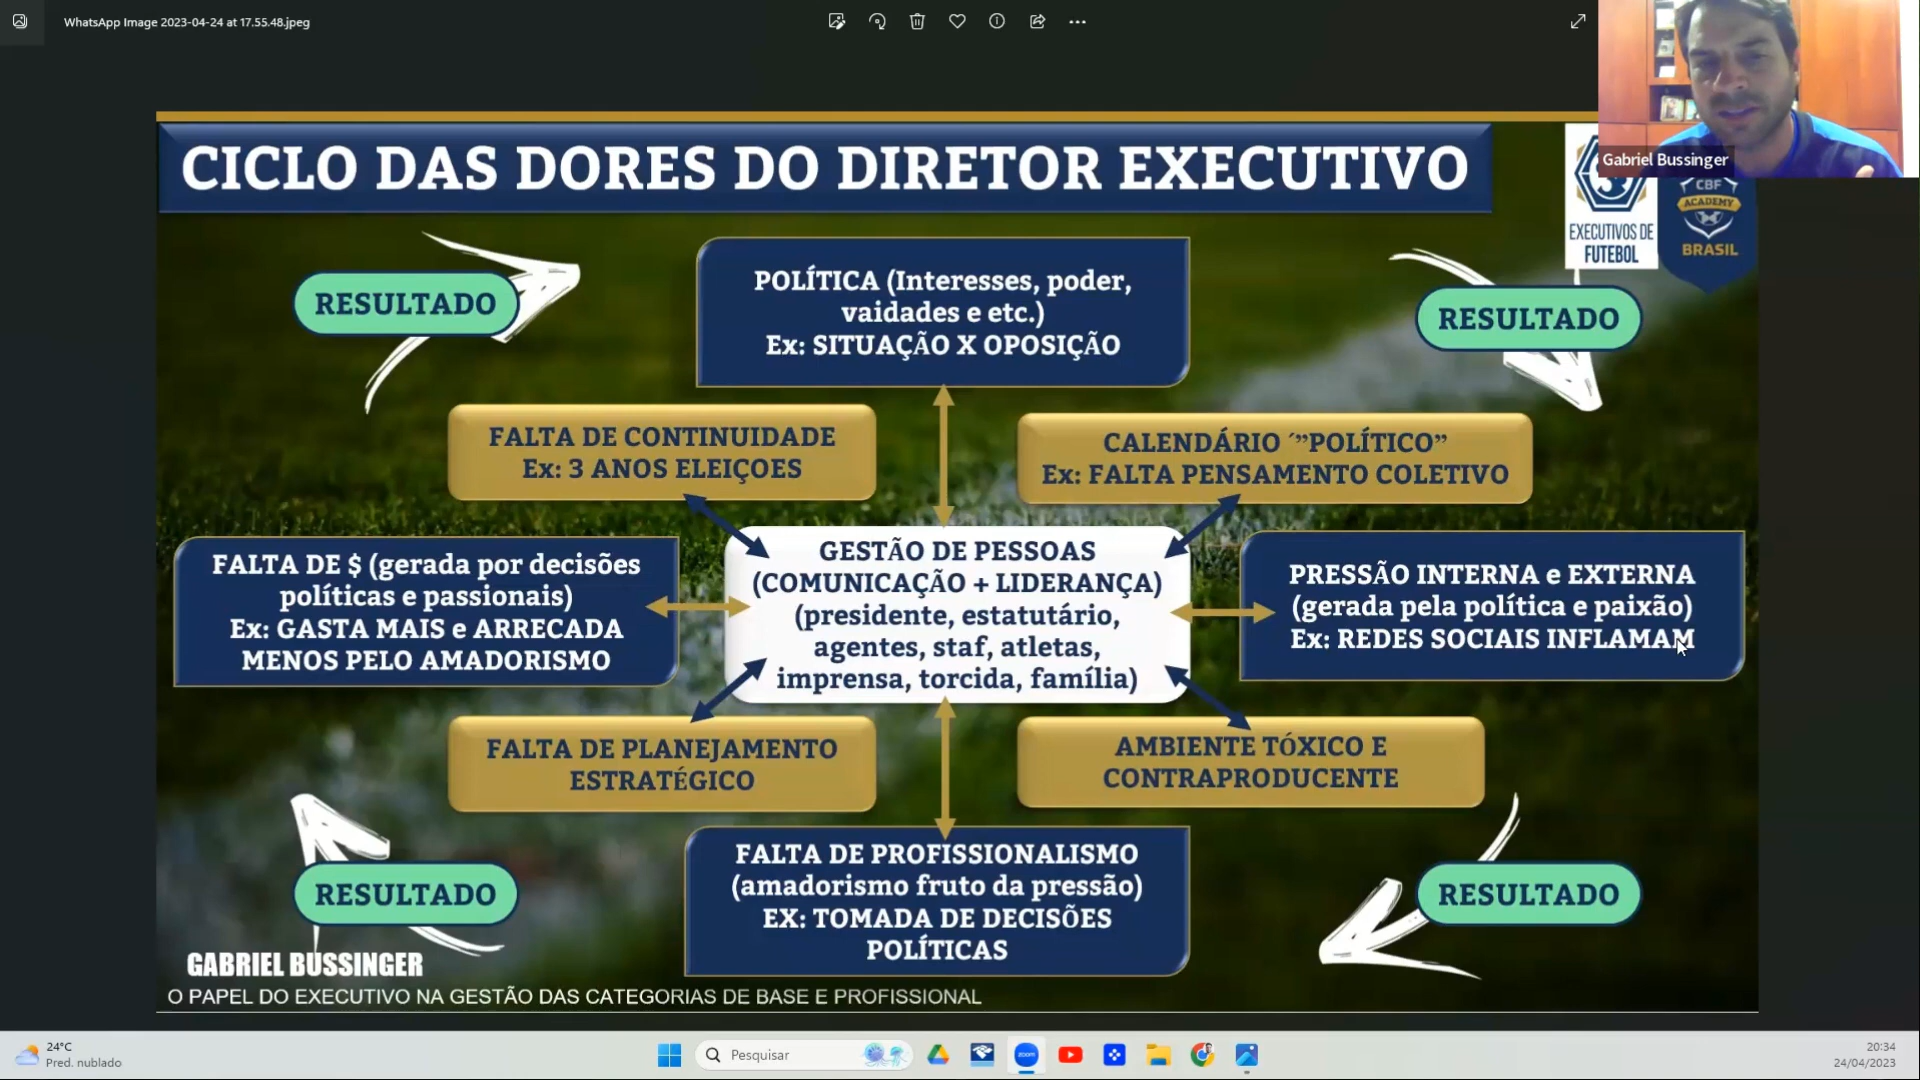 WhatsApp Image 2023-04-24 at 17.55.48.jpeg
Gabriel Bussinger
CICLO DAS DORES DO DIRETOR EXECUTIVO
EXECUTIVOS DE
FUTEBOL
CBF
ACADEMY
BRASIL
RESULTADO
POLÍTICA (Interesses, poder,
vaidades e etc.)
Ex: SITUAÇÃO X OPOSIÇÃO
RESULTADO
FALTA DE CONTINUIDADE
Ex: 3 ANOS ELEIÇOES
CALENDÁRIO ´”POLÍTICO”
Ex: FALTA PENSAMENTO COLETIVO
FALTA DE $ (gerada por decisões
políticas e passionais)
Ex: GASTA MAIS e ARRECADA
MENOS PELO AMADORISMO
GESTÃO DE PESSOAS
(COMUNICAÇÃO + LIDERANÇA)
(presidente, estatutário,
agentes, staf, atletas,
imprensa, torcida, família)
PRESSÃO INTERNA e EXTERNA
(gerada pela política e paixão)
Ex: REDES SOCIAIS INFLAMAM
FALTA DE PLANEJAMENTO
ESTRATÉGICO
AMBIENTE TÓXICO E
CONTRAPRODUCENTE
RESULTADO
FALTA DE PROFISSIONALISMO
(amadorismo fruto da pressão)
EX: TOMADA DE DECISÕES
POLÍTICAS
RESULTADO
GABRIEL BUSSINGER
O PAPEL DO EXECUTIVO NA GESTÃO DAS CATEGORIAS DE BASE E PROFISSIONAL
24°C
Pred. nublado
Pesquisar
zoom
20:34
24/04/2023